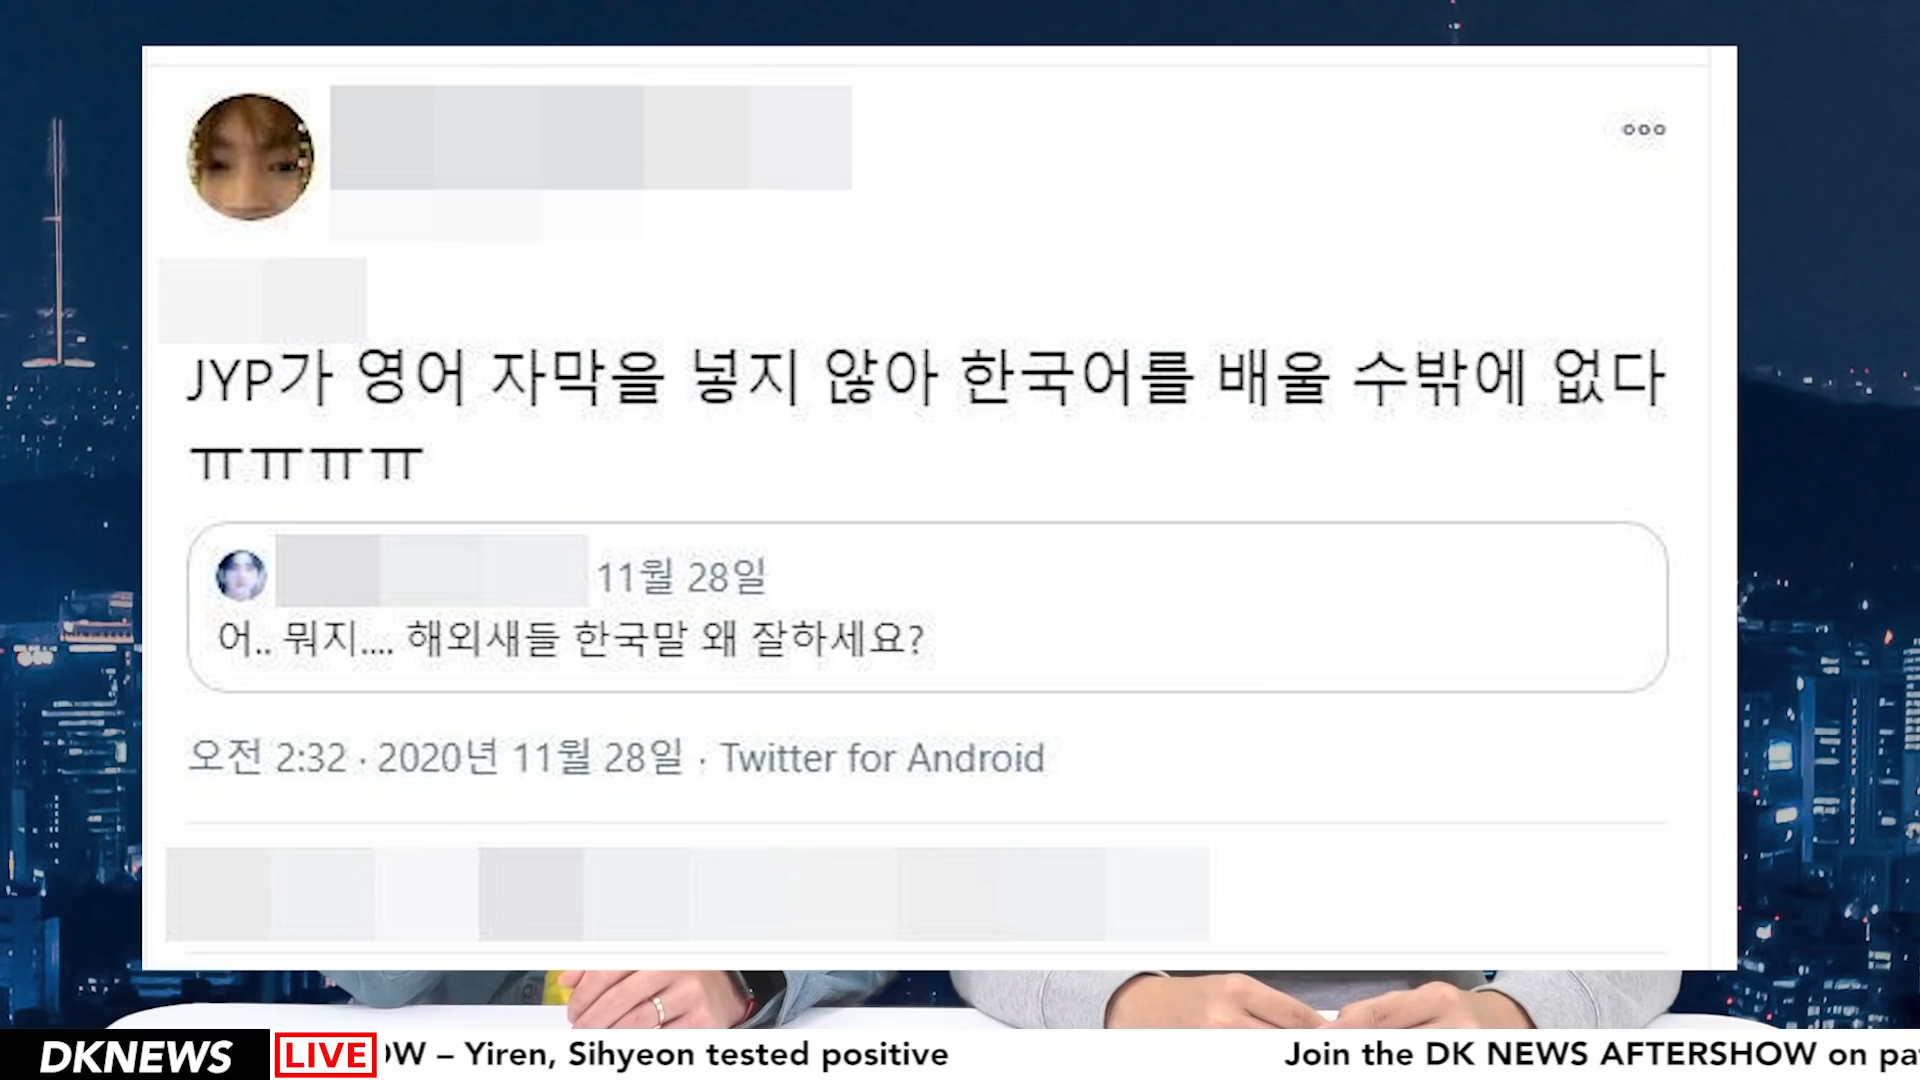 JYP가 영어 자막을 넣지 않아 한국어를 배울 수밖에 없다
ㅠㅠㅠㅠ
11월 28일
어.. 뭐지.... 해외새들 한국말 왜 잘하세요?
오전 2:32 · 2020년 11월 28일 · Twitter for Android
DKNEWS LIVE OW – Yiren, Sihyeon tested positive Join the DK NEWS AFTERSHOW on